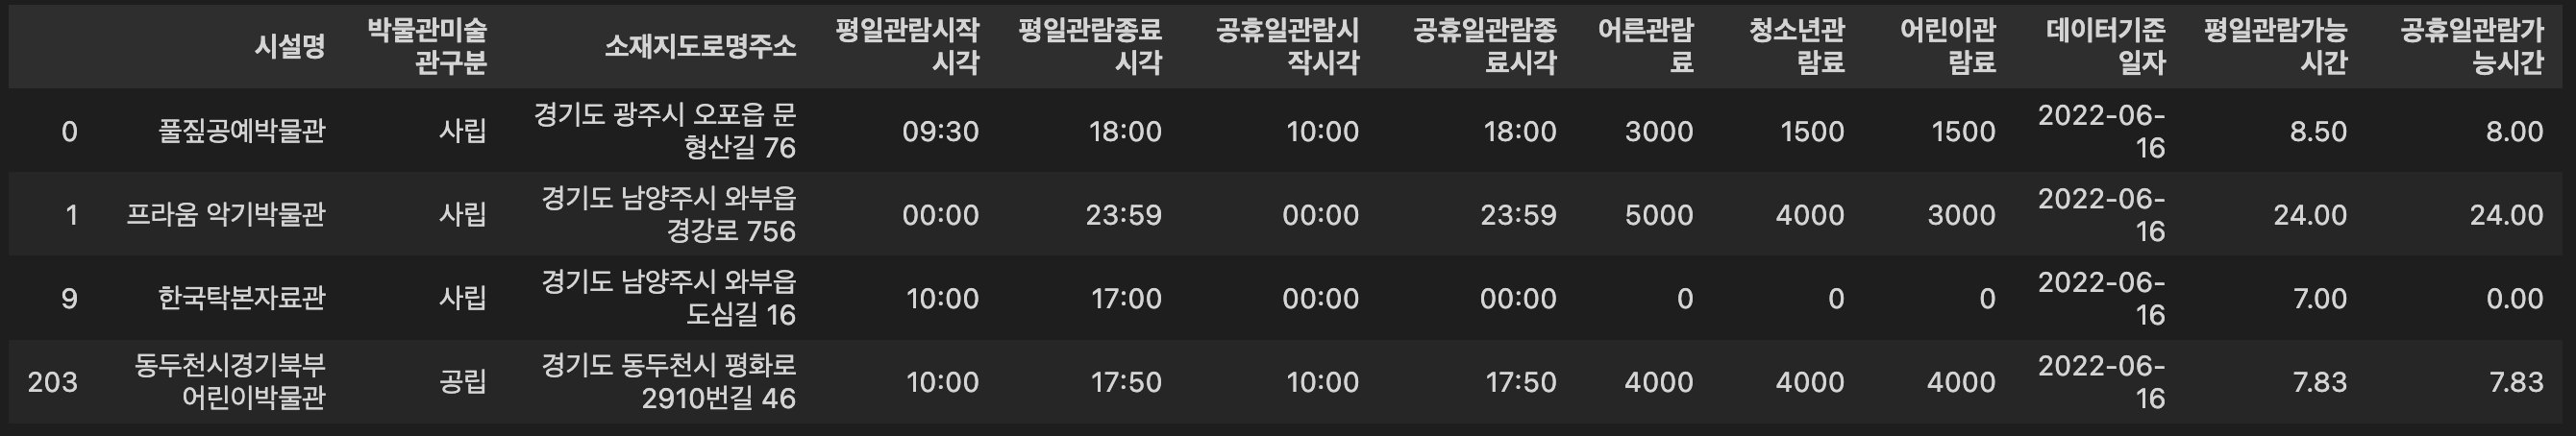 시설명 박물관미술 관구분 소재지도로명주소 평일관람시작 시각 평일관람종료 시각 공휴일관람시 작시각 공휴일관람종 료시각 어른관람 료 청소년관 람료 어린이관 람료 데이터기준 일자 평일관람가능 시간 공휴일관람가 능시간
0 풀짚공예박물관 사립 경기도 광주시 오포읍 문 형산길 76 09:30 18:00 10:00 18:00 3000 1500 1500 2022-06- 16 8.50 8.00
1 프라움 악기박물관 사립 경기도 남양주시 와부읍 경강로 756 00:00 23:59 00:00 23:59 5000 4000 3000 2022-06- 16 24.00 24.00
9 한국탁본자료관 사립 경기도 남양주시 와부읍 도심길 16 10:00 17:00 00:00 00:00 0 0 0 2022-06- 16 7.00 0.00
203 동두천시경기북부 어린이박물관 공립 경기도 동두천시 평화로 2910번길 46 10:00 17:50 10:00 17:50 4000 4000 4000 2022-06- 16 7.83 7.83